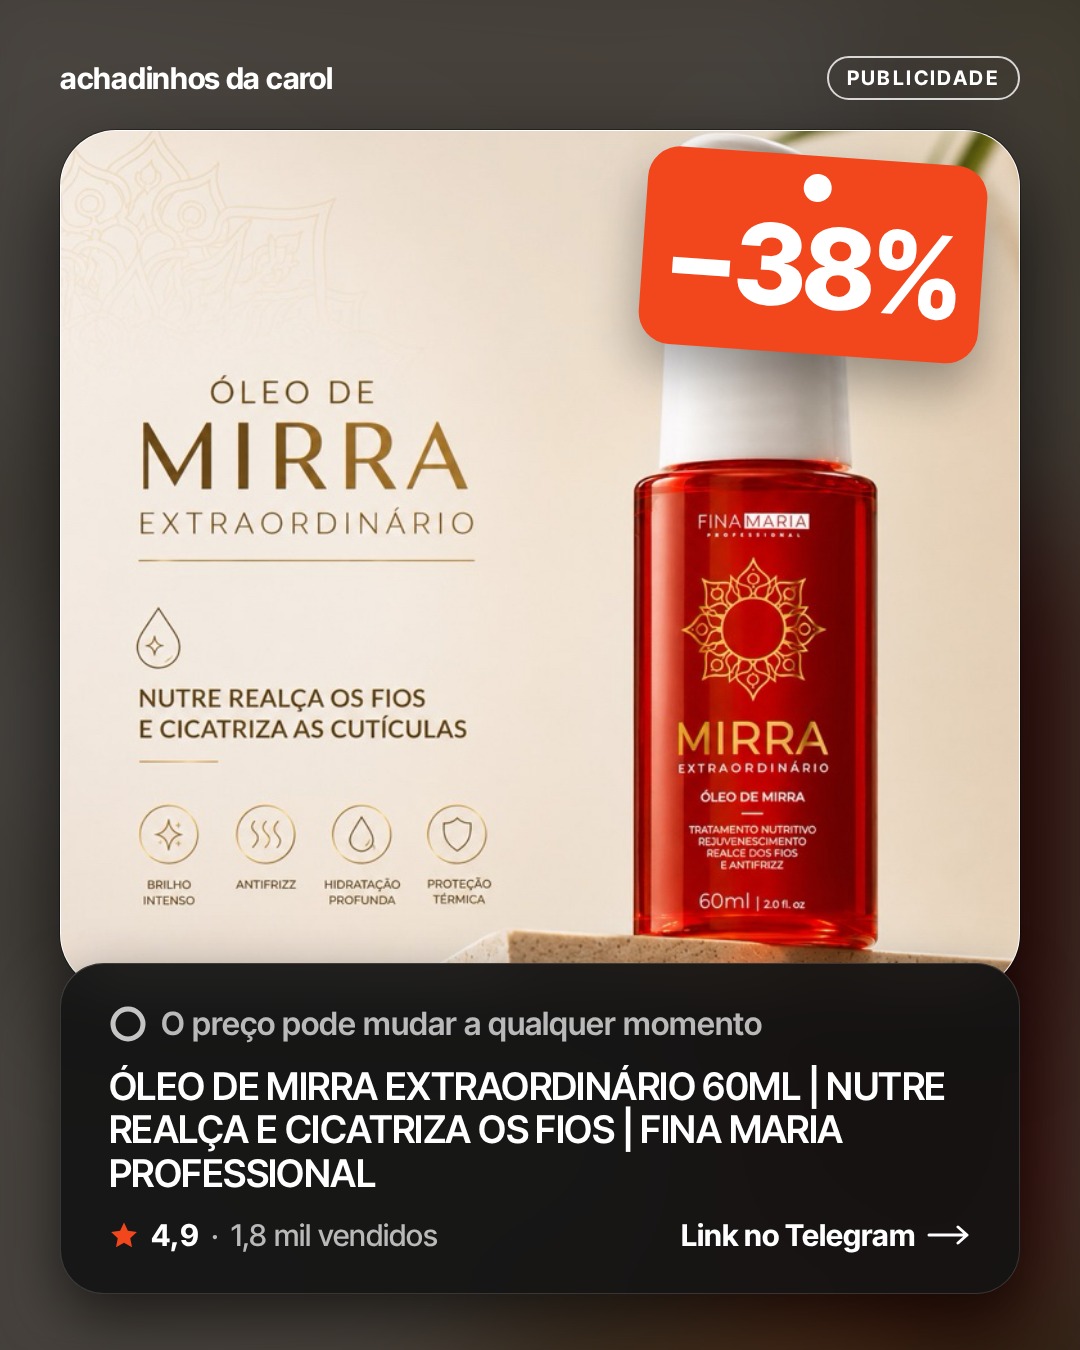 achadinhos da carol
PUBLICIDADE
-38%
ÓLEO DE
MIRRA
EXTRAORDINÁRIO
NUTRE REALÇA OS FIOS
E CICATRIZA AS CUTÍCULAS
BRILHO
INTENSO
ANTIFRIZZ
HIDRATAÇÃO
PROFUNDA
PROTEÇÃO
TÉRMICA
FINA MARIA
PROFESSIONAL
MIRRA
EXTRAORDINÁRIO
ÓLEO DE MIRRA
TRATAMENTO NUTRITIVO
REJUVENESCIMENTO
REALCE DOS FIOS
E ANTIFRIZZ
60ml | 2.0 fl. oz
O preço pode mudar a qualquer momento
ÓLEO DE MIRRA EXTRAORDINÁRIO 60ML | NUTRE
REALÇA E CICATRIZA OS FIOS | FINA MARIA
PROFESSIONAL
4,9 · 1,8 mil vendidos
Link no Telegram →